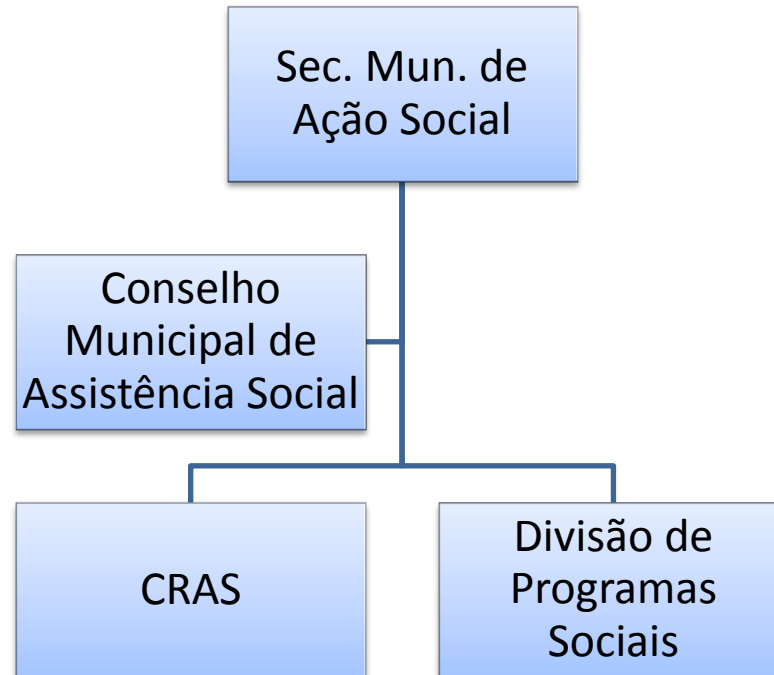 Sec. Mun. de
Ação Social
Conselho
Municipal de
Assistência Social
CRAS
Divisão de
Programas
Sociais